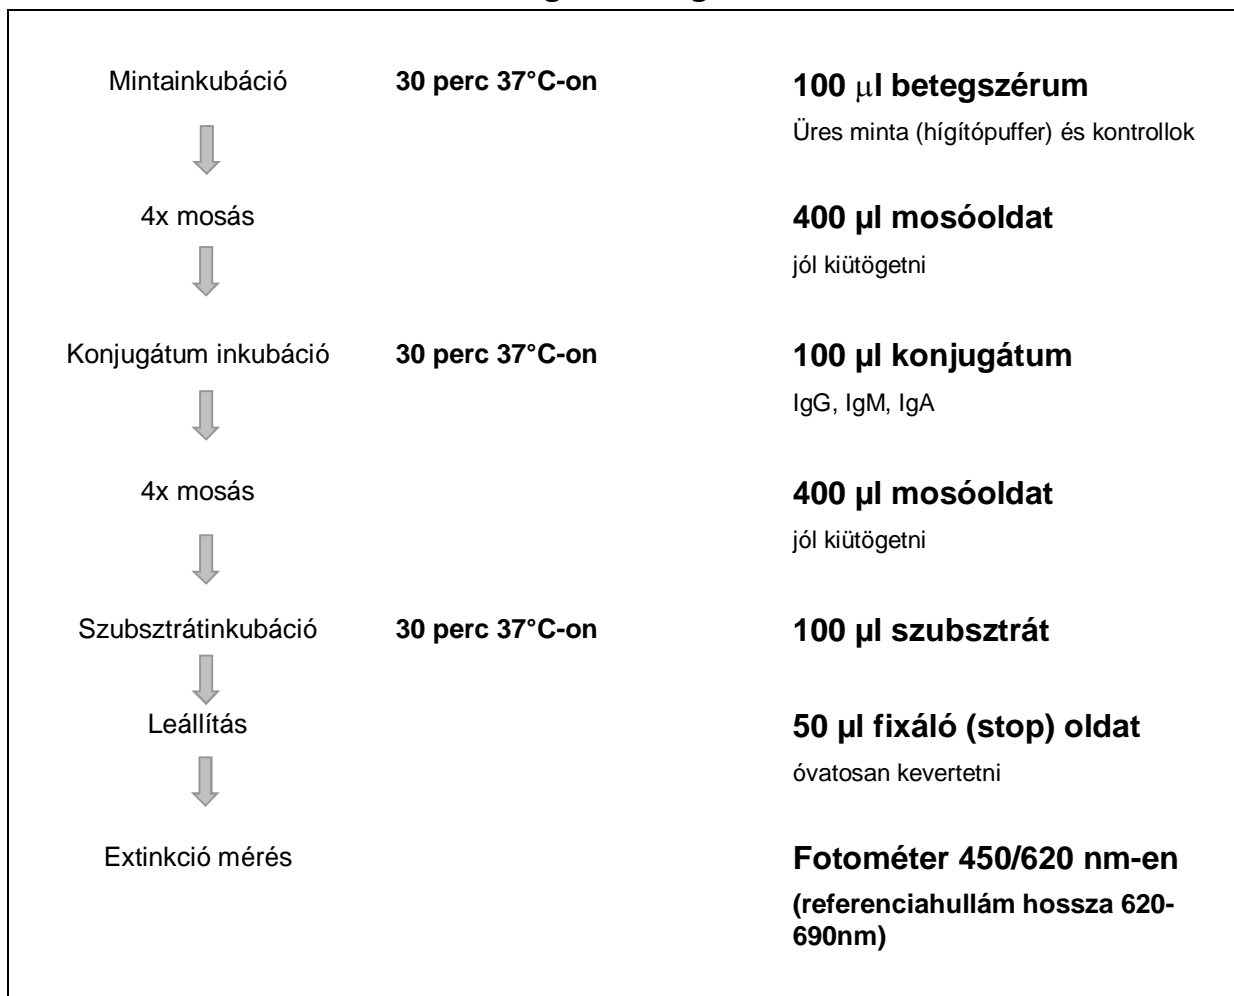 Mintainkubáció 30 perc 37°C-on 100 µl betegszérum
Üres minta (hígítópuffer) és kontrollok
4x mosás 400 µl mosóoldat
jól kiütögetni
Konjugátum inkubáció 30 perc 37°C-on 100 µl konjugátum
IgG, IgM, IgA
4x mosás 400 µl mosóoldat
jól kiütögetni
Szubsztrátinkubáció 30 perc 37°C-on 100 µl szubsztrát
Leállítás 50 µl fixáló (stop) oldat
óvatosan kevertetni
Extinkció mérés Fotométer 450/620 nm-en
(referenciahullám hossza 620-
690nm)